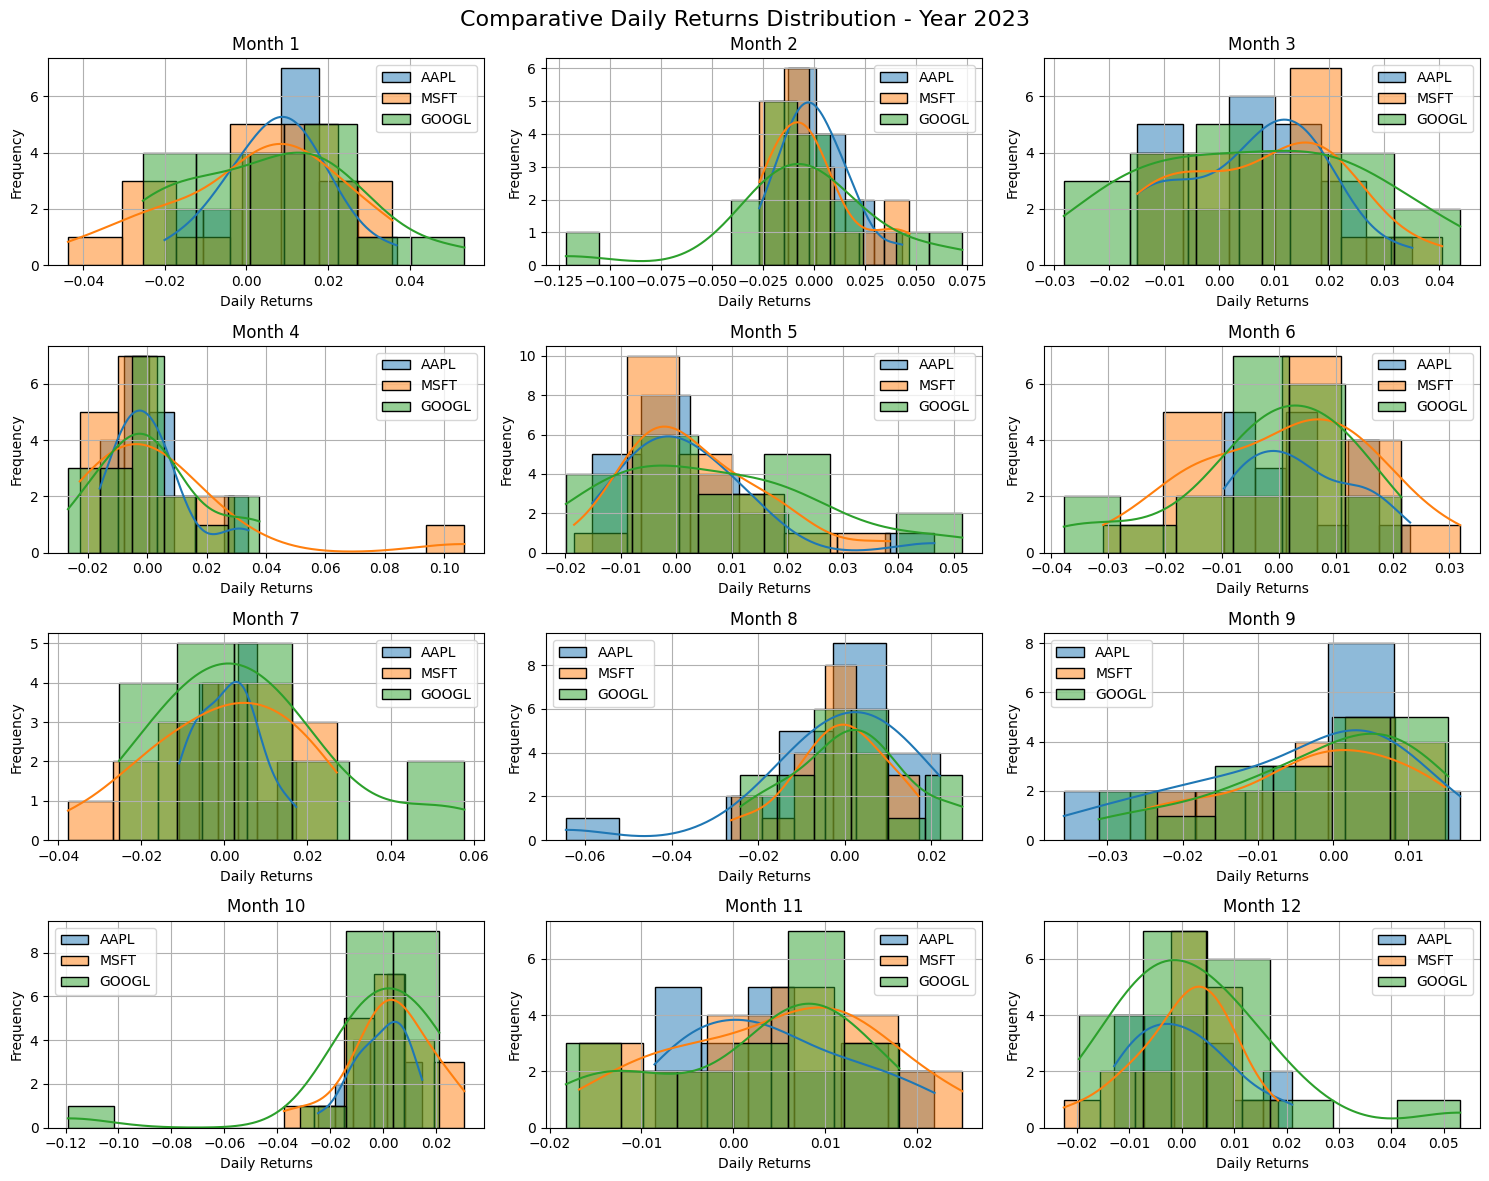 Comparative Daily Returns Distribution - Year 2023
Month 1
Frequency
6
4
2
0
−0.04 −0.02 0.00 0.02 0.04
Daily Returns
AAPL
MSFT
GOOGL
Month 2
Frequency
6
5
4
3
2
1
0
−0.125 −0.100 −0.075 −0.050 −0.025 0.000 0.025 0.050 0.075
Daily Returns
AAPL
MSFT
GOOGL
Month 3
Frequency
6
4
2
0
−0.03 −0.02 −0.01 0.00 0.01 0.02 0.03 0.04
Daily Returns
AAPL
MSFT
GOOGL
Month 4
Frequency
6
4
2
0
−0.02 0.00 0.02 0.04 0.06 0.08 0.10
Daily Returns
AAPL
MSFT
GOOGL
Month 5
Frequency
10
8
6
4
2
0
−0.02 −0.01 0.00 0.01 0.02 0.03 0.04 0.05
Daily Returns
AAPL
MSFT
GOOGL
Month 6
Frequency
6
4
2
0
−0.04 −0.03 −0.02 −0.01 0.00 0.01 0.02 0.03
Daily Returns
AAPL
MSFT
GOOGL
Month 7
Frequency
5
4
3
2
1
0
−0.04 −0.02 0.00 0.02 0.04 0.06
Daily Returns
AAPL
MSFT
GOOGL
Month 8
Frequency
8
6
4
2
0
−0.06 −0.04 −0.02 0.00 0.02
Daily Returns
AAPL
MSFT
GOOGL
Month 9
Frequency
8
6
4
2
0
−0.03 −0.02 −0.01 0.00 0.01
Daily Returns
AAPL
MSFT
GOOGL
Month 10
Frequency
8
6
4
2
0
−0.12 −0.10 −0.08 −0.06 −0.04 −0.02 0.00 0.02
Daily Returns
AAPL
MSFT
GOOGL
Month 11
Frequency
6
4
2
0
−0.02 −0.01 0.00 0.01 0.02
Daily Returns
AAPL
MSFT
GOOGL
Month 12
Frequency
6
4
2
0
−0.02 −0.01 0.00 0.01 0.02 0.03 0.04 0.05
Daily Returns
AAPL
MSFT
GOOGL